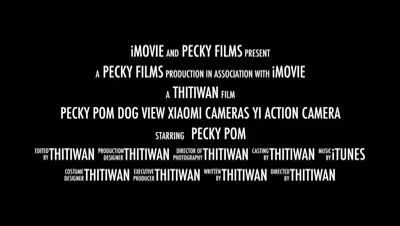 iMOVIE AND PECKY FILMS PRESENT
A PECKY FILMS PRODUCTION IN ASSOCIATION WITH iMOVIE
A THITIWAN FILM
PECKY POM DOG VIEW XIAOMI CAMERAS YI ACTION CAMERA
STARRING PECKY POM
EDITED BY THITIWAN PRODUCTION DESIGNER THITIWAN DIRECTOR OF PHOTOGRAPHY THITIWAN CASTING BY THITIWAN MUSIC BY iTUNES
COSTUME DESIGNER THITIWAN EXECUTIVE PRODUCER THITIWAN WRITTEN BY THITIWAN DIRECTED BY THITIWAN